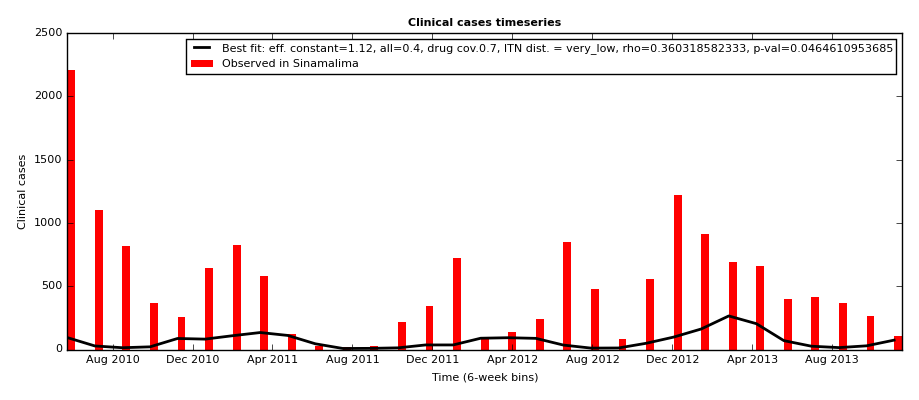 Clinical cases timeseries
Best fit: eff. constant=1.12, all=0.4, drug cov.0.7, ITN dist. = very_low, rho=0.360318582333, p-val=0.0464610953685
Observed in Sinamalima
2500
2000
1500
1000
500
0
Clinical cases
Aug 2010 Dec 2010 Apr 2011 Aug 2011 Dec 2011 Apr 2012 Aug 2012 Dec 2012 Apr 2013 Aug 2013
Time (6-week bins)